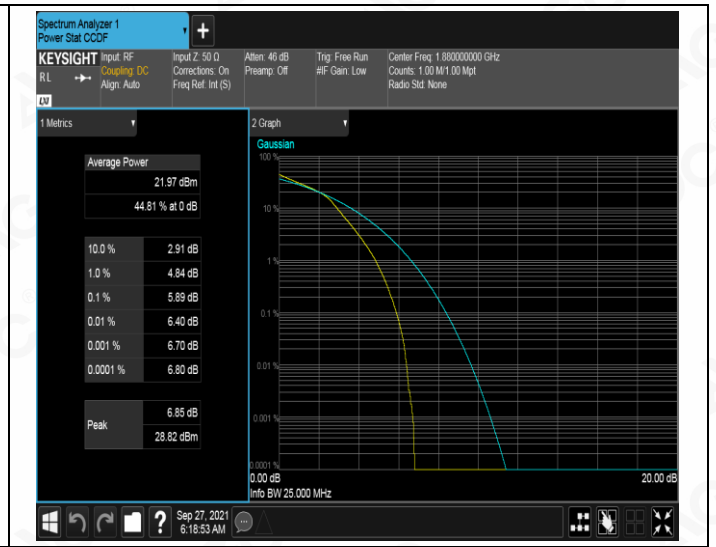 Spectrum Analyzer 1
Power Stat CCDF
+
KEYSIGHT
RL
LXI
Input: RF
Coupling: DC
Align: Auto
Input Z: 50 Ω
Corrections: On
Freq Ref: Int (S)
Atten: 46 dB
Preamp: Off
Trig: Free Run
#IF Gain: Low
Center Freq: 1.880000000 GHz
Counts: 1.00 M/1.00 Mpt
Radio Std: None
1 Metrics
Average Power
21.97 dBm
44.81 % at 0 dB
10.0 % 2.91 dB
1.0 % 4.84 dB
0.1 % 5.89 dB
0.01 % 6.40 dB
0.001 % 6.70 dB
0.0001 % 6.80 dB
Peak
6.85 dB
28.82 dBm
2 Graph
Gaussian
100 %
10 %
1 %
0.1 %
0.01 %
0.001 %
0.0001 %
0.00 dB
20.00 dB
Info BW 25.000 MHz
?
Sep 27, 2021
6:18:53 AM